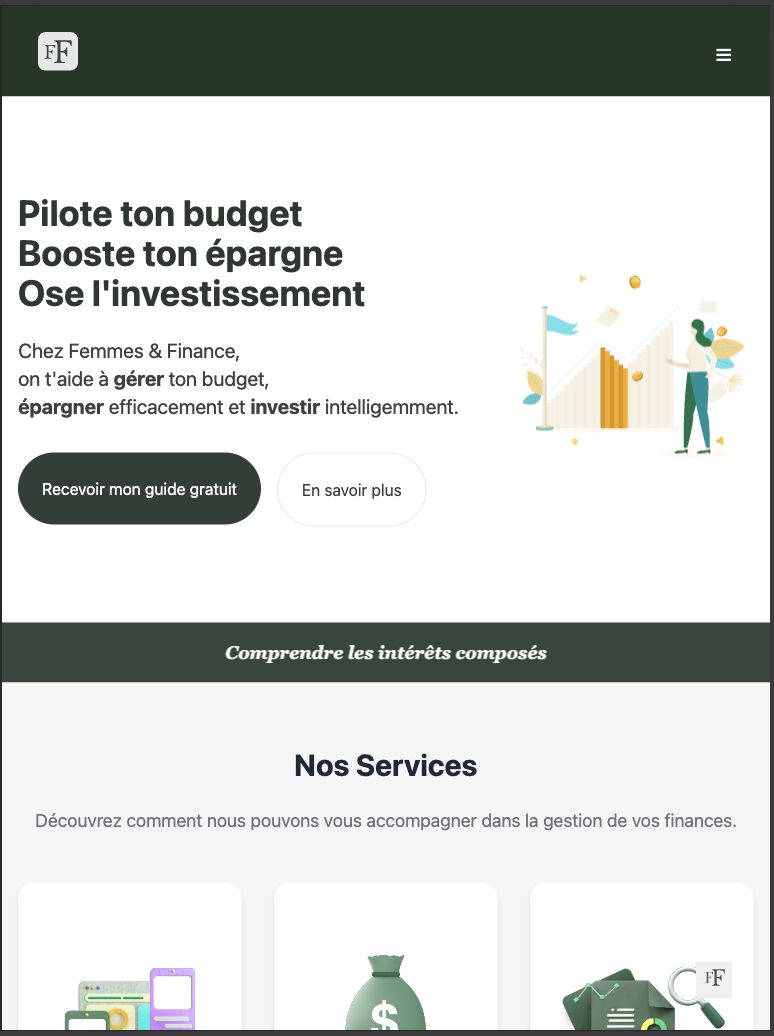 FF
Pilote ton budget
Booste ton épargne
Ose l'investissement
Chez Femmes & Finance,
on t'aide à gérer ton budget,
épargner efficacement et investir intelligemment.
Recevoir mon guide gratuit
En savoir plus
Comprendre les intérêts composés
Nos Services
Découvrez comment nous pouvons vous accompagner dans la gestion de vos finances.
$
FF